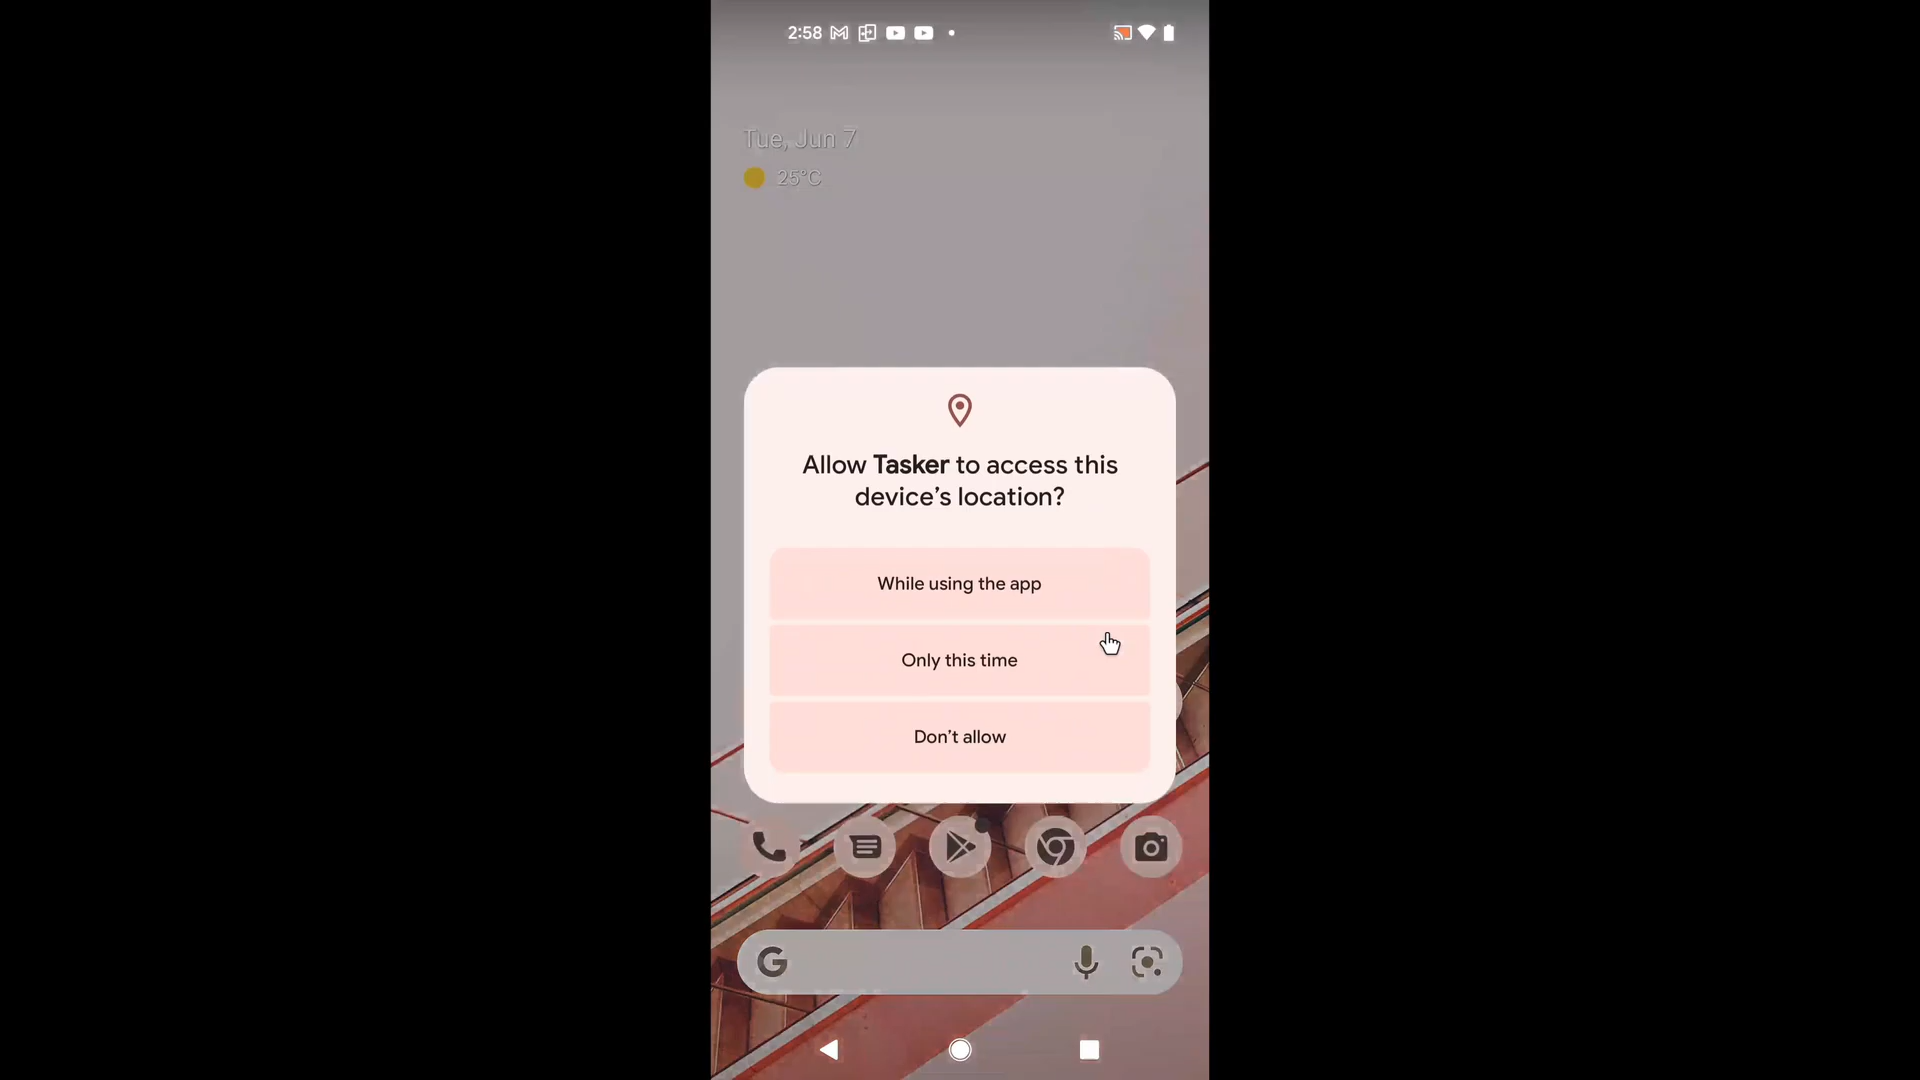 2:58
Tue, Jun 7
25°C
Allow Tasker to access this
device’s location?
While using the app
Only this time
Don’t allow